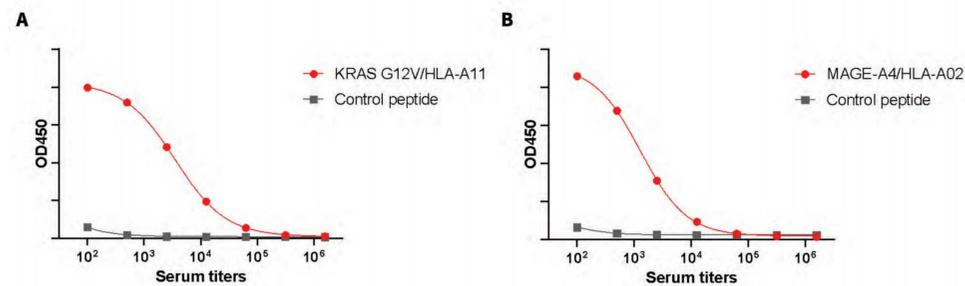 A
B
KRAS G12V/HLA-A11
Control peptide
OD450
10² 10³ 10⁴ 10⁵ 10⁶
Serum titers
MAGE-A4/HLA-A02
Control peptide
OD450
10² 10³ 10⁴ 10⁵ 10⁶
Serum titers